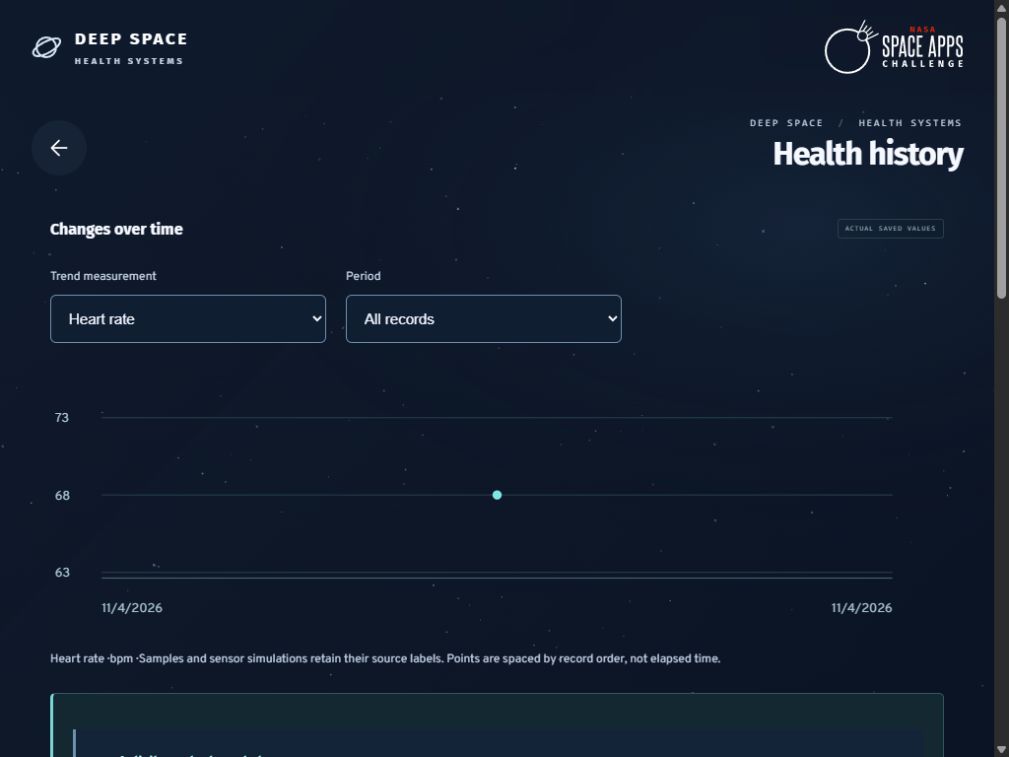 DEEP SPACE
HEALTH SYSTEMS
NASA
SPACE APPS
CHALLENGE
DEEP SPACE / HEALTH SYSTEMS
Health history
Changes over time
ACTUAL SAVED VALUES
Trend measurement
Period
Heart rate
All records
73
68
63
11/4/2026
11/4/2026
Heart rate ·bpm ·Samples and sensor simulations retain their source labels. Points are spaced by record order, not elapsed time.